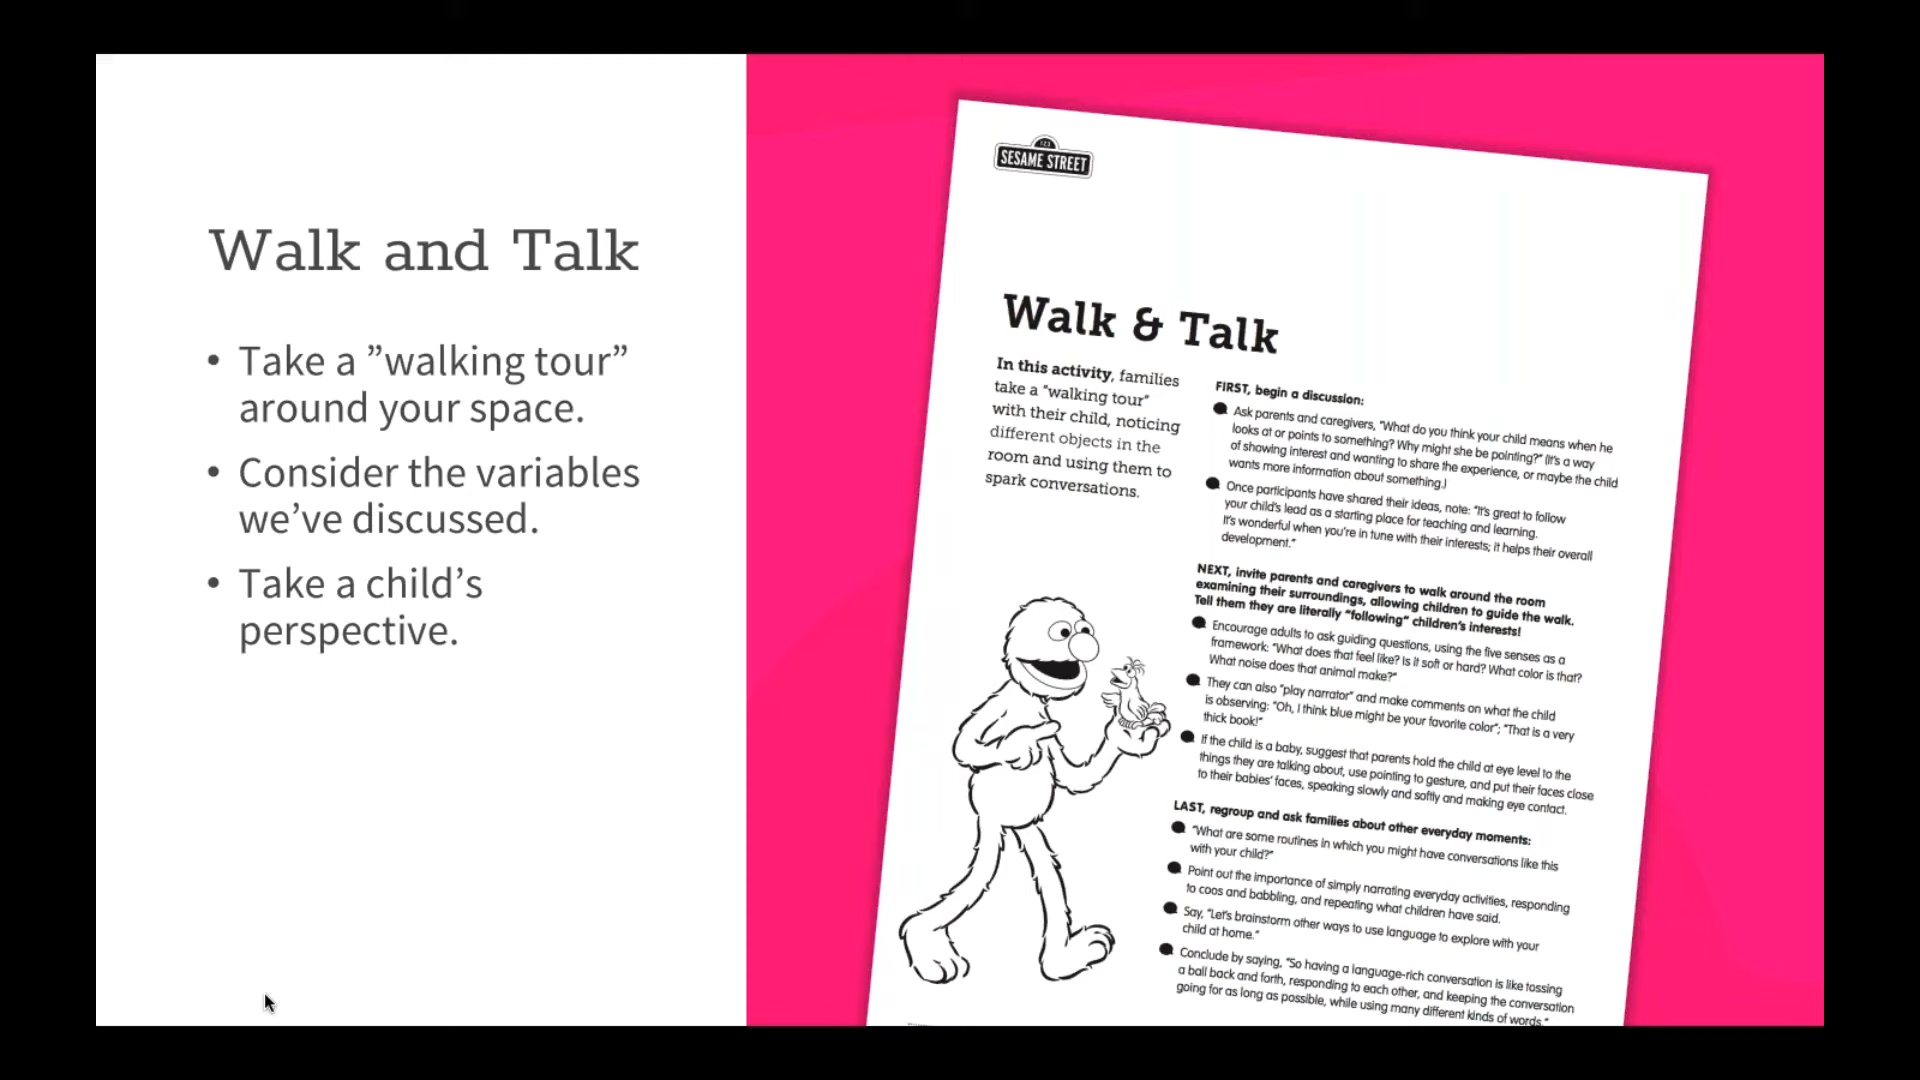 Walk and Talk
• Take a ”walking tour”
around your space.
• Consider the variables
we’ve discussed.
• Take a child’s
perspective.
123
SESAME STREET
Walk & Talk
In this activity, families
take a “walking tour”
with their child, noticing
different objects in the
room and using them to
spark conversations.
FIRST, begin a discussion:
Ask parents and caregivers, “What do you think your child means when he
looks at or points to something? Why might she be pointing?” (It’s a way
of showing interest and wanting to share the experience, or maybe the child
wants more information about something.)
Once participants have shared their ideas, note: “It’s great to follow
your child’s lead as a starting place for teaching and learning.
It’s wonderful when you’re in tune with their interests; it helps their overall
development.”
NEXT, invite parents and caregivers to walk around the room
examining their surroundings, allowing children to guide the walk.
Tell them they are literally “following” children’s interests!
Encourage adults to ask guiding questions, using the five senses as a
framework: “What does that feel like? Is it soft or hard? What color is that?
What noise does that animal make?”
They can also “play narrator” and make comments on what the child
is observing: “Oh, I think blue might be your favorite color”; “That is a very
thick book!”
If the child is a baby, suggest that parents hold the child at eye level to the
things they are talking about, use pointing to gesture, and put their faces close
to their babies’ faces, speaking slowly and softly and making eye contact.
LAST, regroup and ask families about other everyday moments:
“What are some routines in which you might have conversations like this
with your child?”
Point out the importance of simply narrating everyday activities, responding
to coos and babbling, and repeating what children have said.
Say, “Let’s brainstorm other ways to use language to explore with your
child at home.”
Conclude by saying, “So having a language-rich conversation is like tossing
a ball back and forth, responding to each other, and keeping the conversation
going for as long as possible, while using many different kinds of words.”